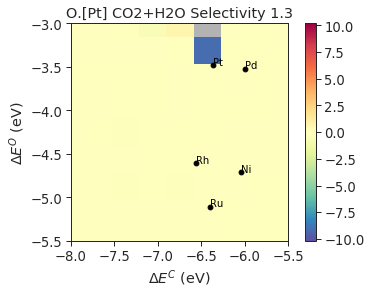 O.[Pt] CO2+H2O Selectivity 1.3
−3.0
−3.5
−4.0
−4.5
−5.0
−5.5
ΔE^O (eV)
Pt
Pd
Rh
Ni
Ru
−8.0 −7.5 −7.0 −6.5 −6.0 −5.5
ΔE^C (eV)
10.0
7.5
5.0
2.5
0.0
−2.5
−5.0
−7.5
−10.0